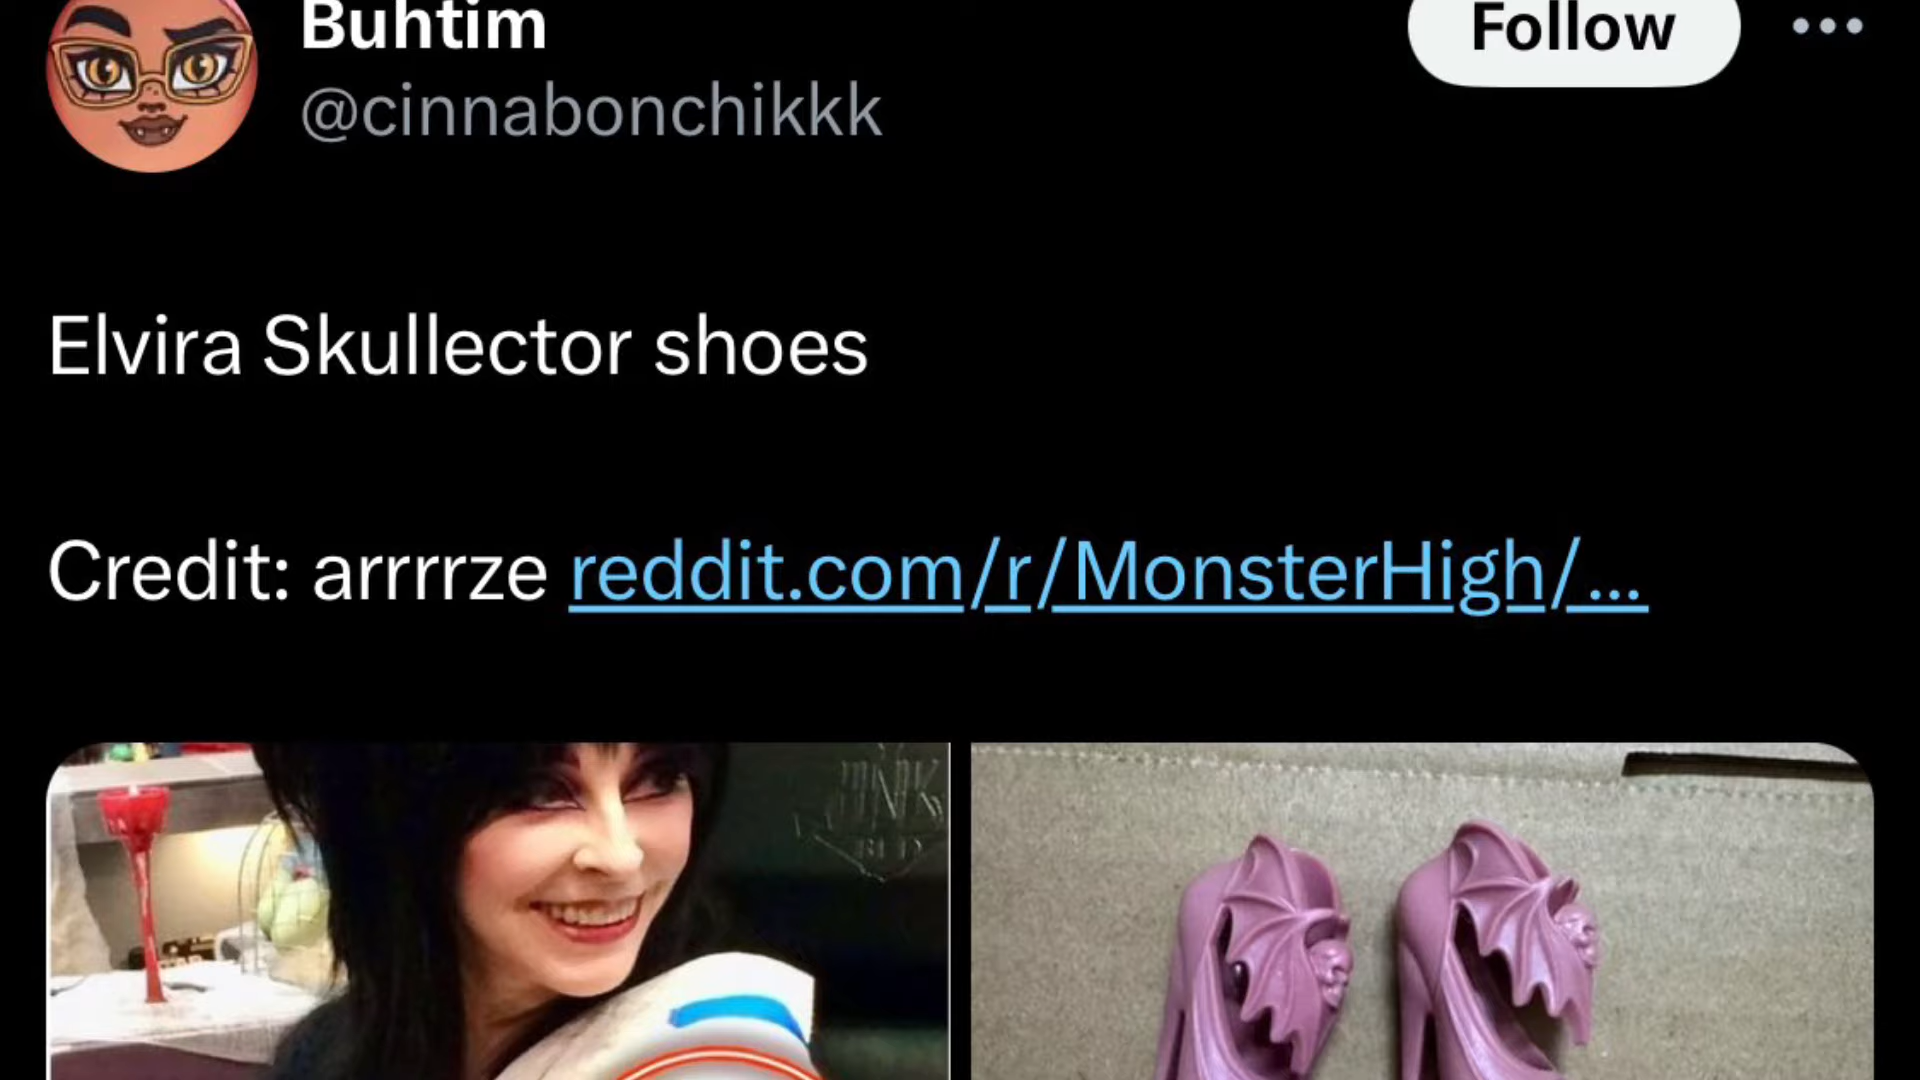 Buhtim
@cinnabonchikkk
Follow
Elvira Skullector shoes
Credit: arrrrze reddit.com/r/MonsterHigh/...